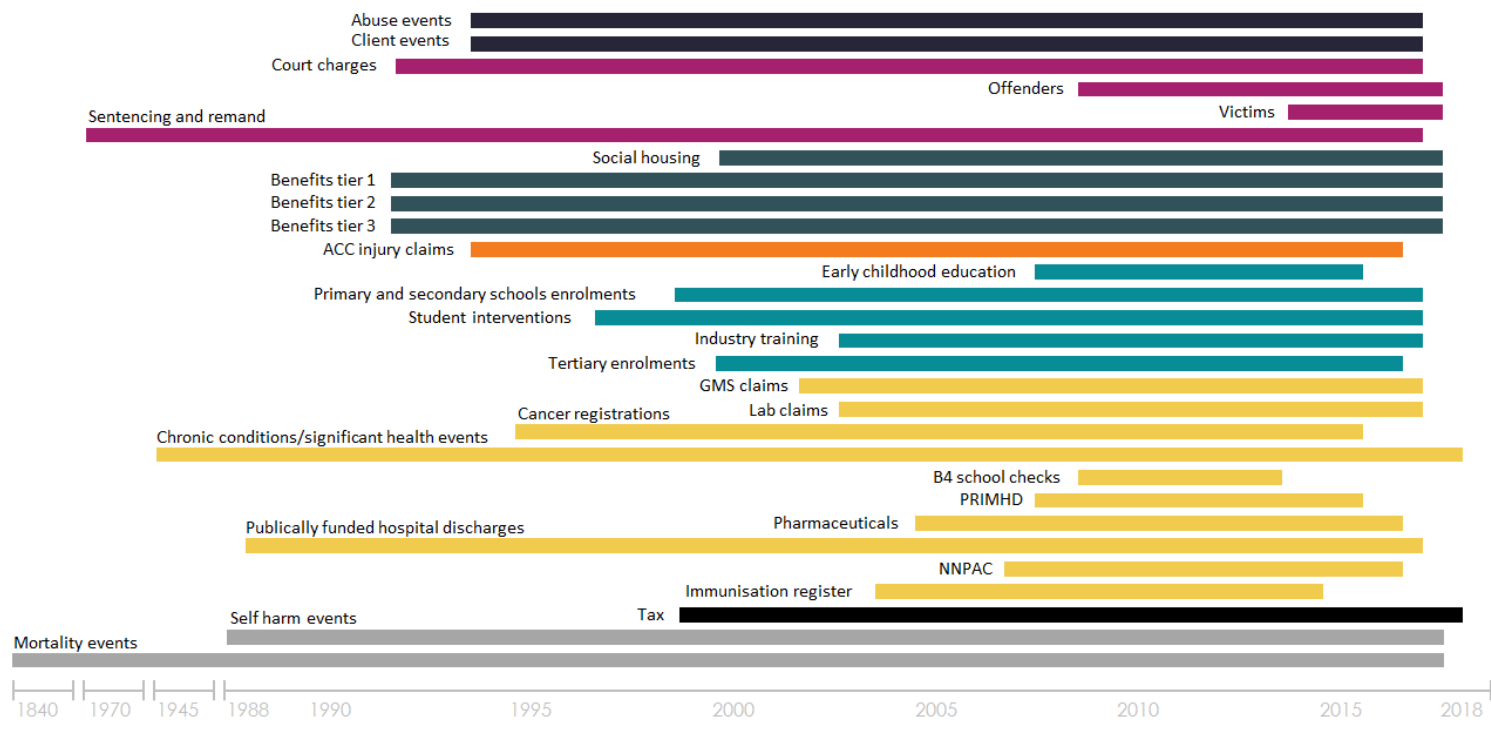 Abuse events
Client events
Court charges
Offenders
Victims
Sentencing and remand
Social housing
Benefits tier 1
Benefits tier 2
Benefits tier 3
ACC injury claims
Early childhood education
Primary and secondary schools enrolments
Student interventions
Industry training
Tertiary enrolments
GMS claims
Lab claims
Cancer registrations
Chronic conditions/significant health events
B4 school checks
PRIMHD
Pharmaceuticals
Publically funded hospital discharges
NNPAC
Immunisation register
Tax
Self harm events
Mortality events
1840 1970 1945 1988 1990 1995 2000 2005 2010 2015 2018